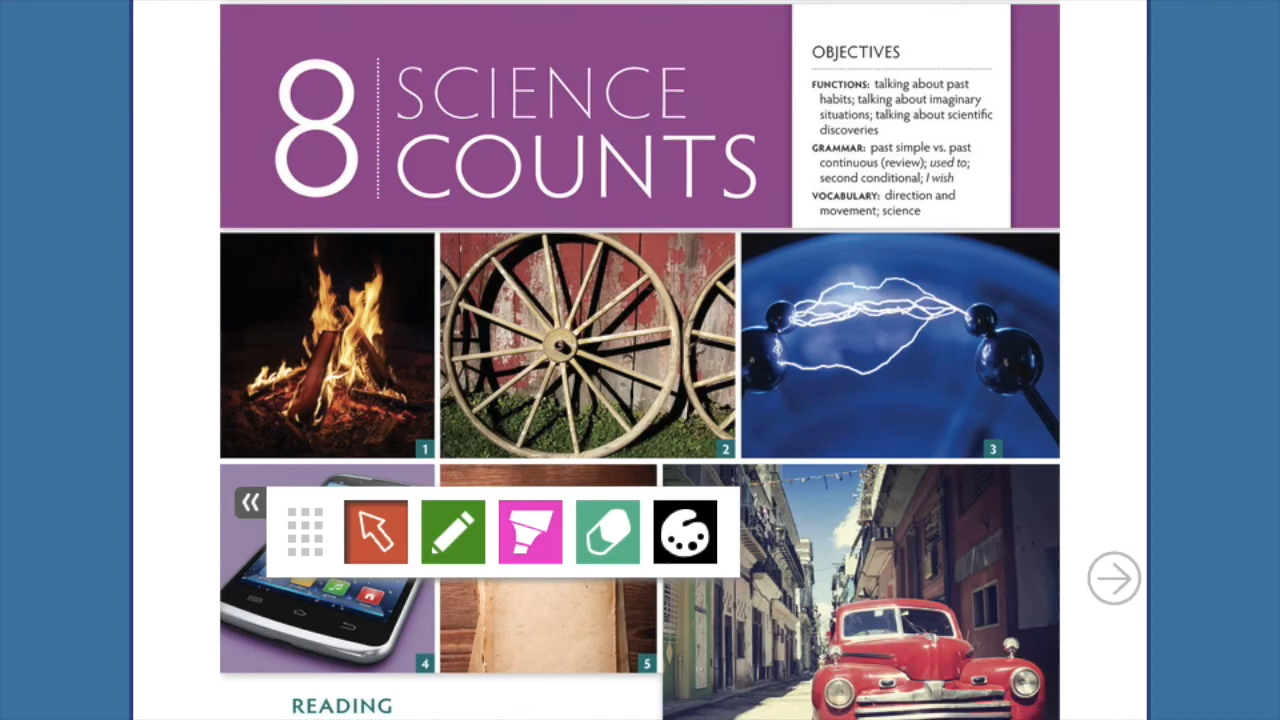 8 SCIENCE
COUNTS
OBJECTIVES
FUNCTIONS: talking about past
habits; talking about imaginary
situations; talking about scientific
discoveries
GRAMMAR: past simple vs. past
continuous (review); used to;
second conditional; I wish
VOCABULARY: direction and
movement; science
1
2
3
4
5
READING